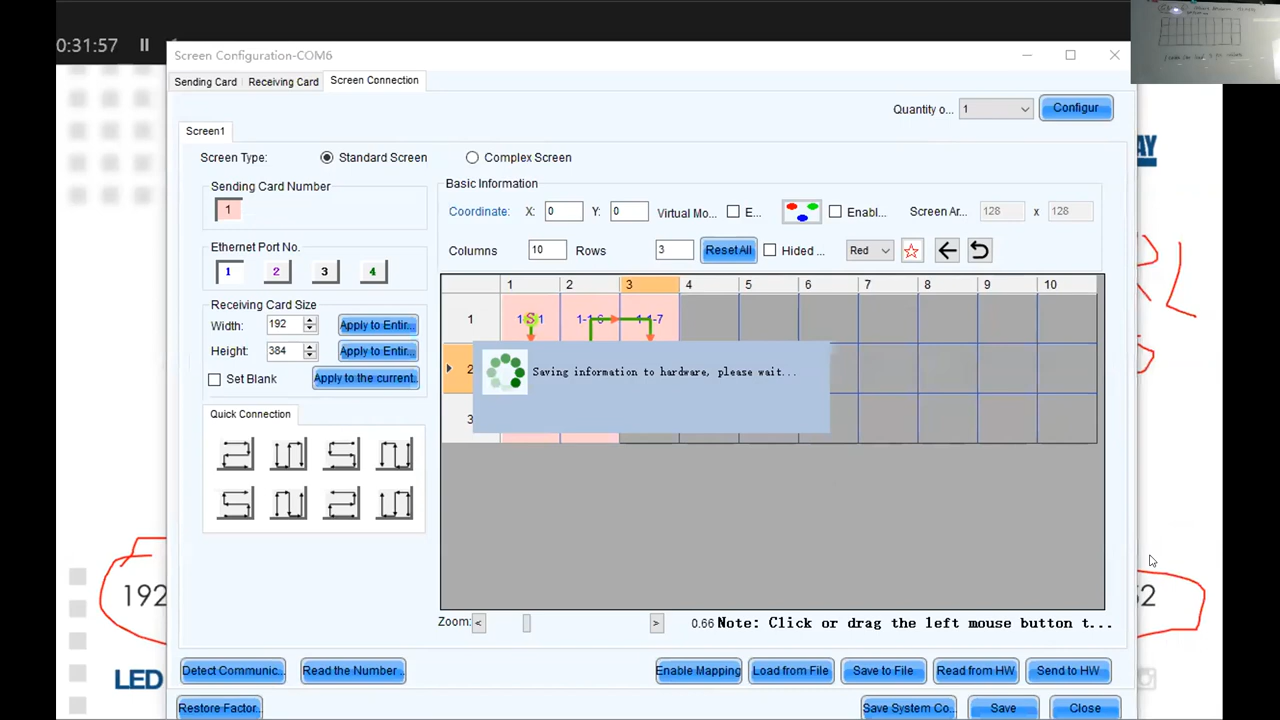 0:31:57
Screen Configuration-COM6
Sending Card Receiving Card Screen Connection
Quantity o... 1 Configur
Screen1
Screen Type: Standard Screen Complex Screen
Sending Card Number
1
Basic Information
Coordinate: X: 0 Y: 0 Virtual Mo... E... Enabl... Screen Ar... 128 x 128
Ethernet Port No.
1 2 3 4
Columns 10 Rows 3 Reset All Hided ... Red
Receiving Card Size
Width: 192 Apply to Entir...
Height: 384 Apply to Entir...
Set Blank Apply to the current...
Quick Connection
1 2 3 4 5 6 7 8 9 10
1 S 1-1-6 1-1-7
2
3
Saving information to hardware, please wait...
Zoom: < > 0.66 Note: Click or drag the left mouse button t...
192
LED
Detect Communic... Read the Number ... Enable Mapping Load from File Save to File Read from HW Send to HW
Restore Factor... Save System Co... Save Close